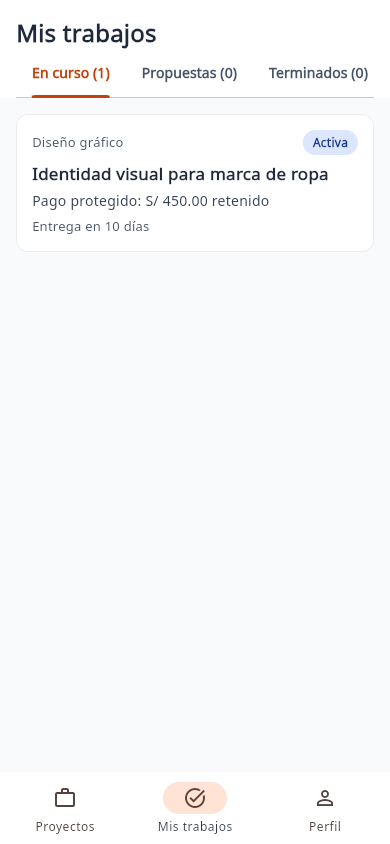 Mis trabajos
En curso (1)
Propuestas (0)
Terminados (0)
Diseño gráfico
Activa
Identidad visual para marca de ropa
Pago protegido: S/ 450.00 retenido
Entrega en 10 días
Proyectos
Mis trabajos
Perfil